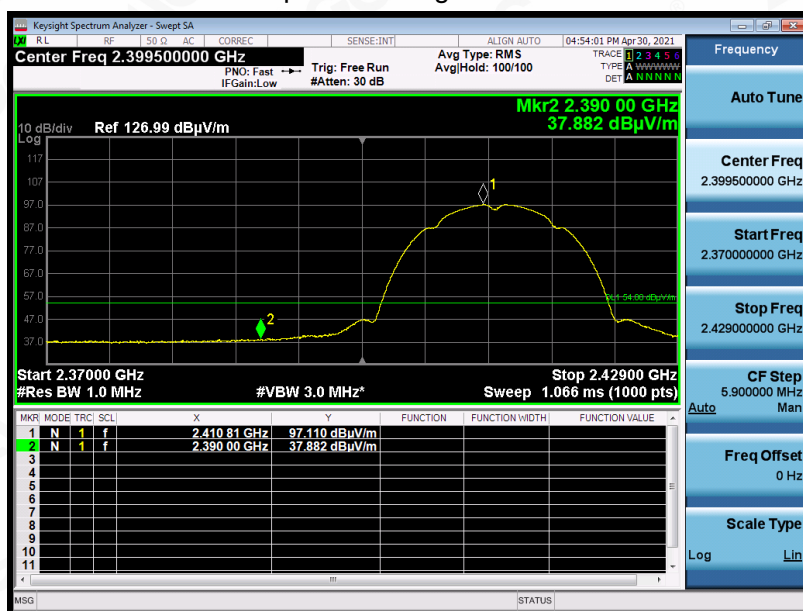 Keysight Spectrum Analyzer - Swept SA
LXI RL RF 50 Ω AC CORREC SENSE:INT ALIGN AUTO 04:54:01 PM Apr 30, 2021
Center Freq 2.399500000 GHz
PNO: Fast
IFGain:Low
Trig: Free Run
#Atten: 30 dB
Avg Type: RMS
Avg|Hold: 100/100
TRACE 1 2 3 4 5 6
TYPE A WWWWW
DET A N N N N N
Mkr2 2.390 00 GHz
37.882 dBµV/m
10 dB/div Ref 126.99 dBµV/m
Log
117
107
97.0
87.0
77.0
67.0
57.0
47.0
37.0
1
2
DL1 54.00 dBµV/m
Start 2.37000 GHz Stop 2.42900 GHz
#Res BW 1.0 MHz #VBW 3.0 MHz* Sweep 1.066 ms (1000 pts)
MKR MODE TRC SCL X Y FUNCTION FUNCTION WIDTH FUNCTION VALUE
1 N 1 f 2.410 81 GHz 97.110 dBµV/m
2 N 1 f 2.390 00 GHz 37.882 dBµV/m
3
4
5
6
7
8
9
10
11
MSG STATUS
Frequency
Auto Tune
Center Freq
2.399500000 GHz
Start Freq
2.370000000 GHz
Stop Freq
2.429000000 GHz
CF Step
5.900000 MHz
Auto Man
Freq Offset
0 Hz
Scale Type
Log Lin